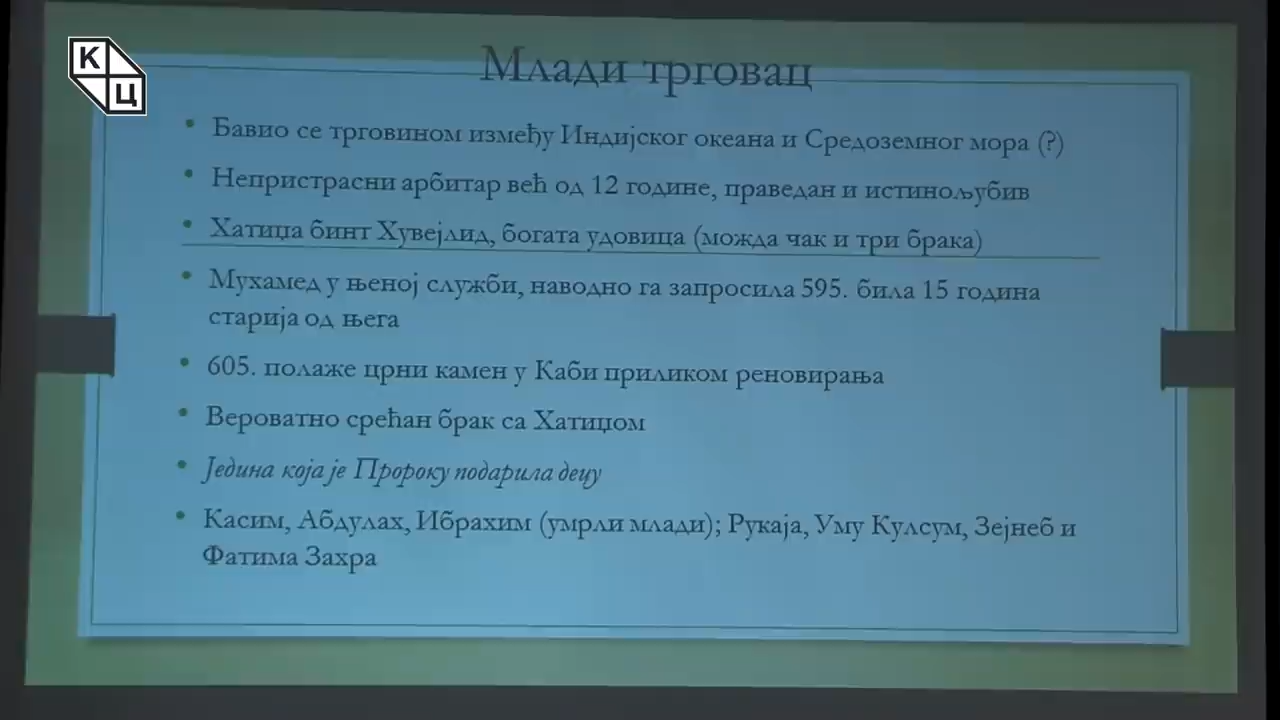 К
Ц
Млади трговац
• Бавио се трговином између Индијског океана и Средоземног мора (?)
• Непристрасни арбитар већ од 12 године, праведан и истинољубив
• Хатиџа бинт Хувејлид, богата удовица (можда чак и три брака)
• Мухамед у њеној служби, наводно га запросила 595. била 15 година
старија од њега
• 605. полаже црни камен у Каби приликом реновирања
• Вероватно срећан брак са Хатиџом
• Једина која је Пророку подарила децу
• Касим, Абдулах, Ибрахим (умрли млади); Рукаја, Уму Кулсум, Зејнеб и
Фатима Захра